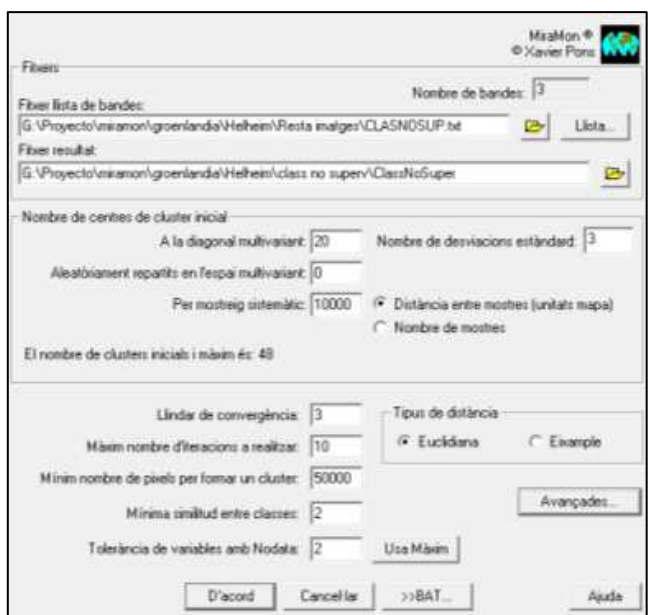 MiraMon ®
© Xavier Pons
Fitxers
Nombre de bandes: 3
Fitxer llista de bandes:
G:\Proyecto\miramon\groenlandia\Helheim\Resta imatges\CLASNOSUP.txt
Llista...
Fitxer resultat:
G:\Proyecto\miramon\groenlandia\Helheim\class no superv\ClassNoSuper
Nombre de centres de cluster inicial
A la diagonal multivariant: 20 Nombre de desviacions estàndard: 3
Aleatòriament repartits en l'espai multivariant: 0
Per mostreig sistemàtic: 10000 Distància entre mostres (unitats mapa)
Nombre de mostres
El nombre de clusters inicials i màxim és: 48
Llindar de convergència: 3 Tipus de distància
Màxim nombre d'iteracions a realitzar: 10 Euclidiana Eixample
Mínim nombre de píxels per formar un cluster: 50000
Avançades...
Mínima similitud entre classes: 2
Tolerància de variables amb Nodata: 2 Usa Màxim
D'acord Cancel·lar >>BAT... Ajuda